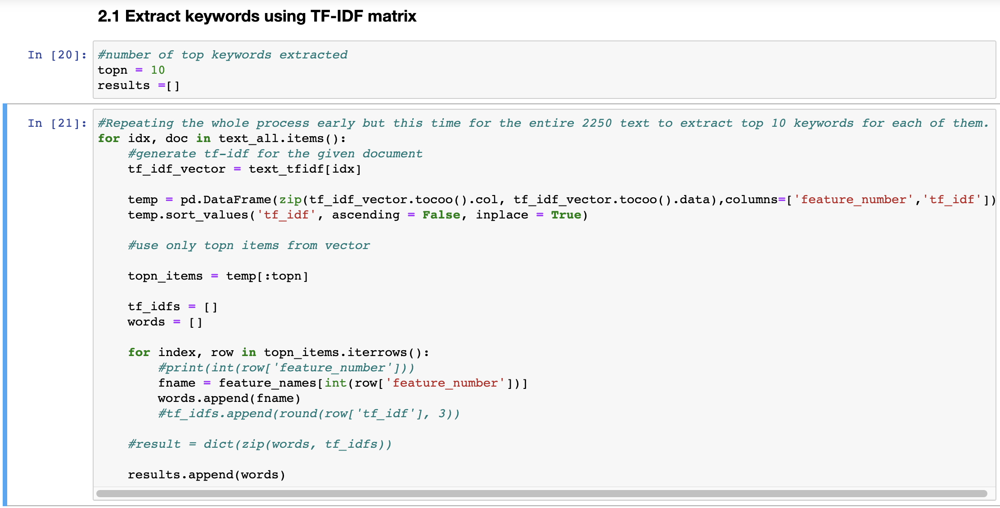 2.1 Extract keywords using TF-IDF matrix
In [20]:
#number of top keywords extracted
topn = 10
results =[]
In [21]:
#Repeating the whole process early but this time for the entire 2250 text to extract top 10 keywords for each of them.
for idx, doc in text_all.items():
    #generate tf-idf for the given document
    tf_idf_vector = text_tfidf[idx]
    temp = pd.DataFrame(zip(tf_idf_vector.tocoo().col, tf_idf_vector.tocoo().data),columns=['feature_number','tf_idf'])
    temp.sort_values('tf_idf', ascending = False, inplace = True)
    #use only topn items from vector
    topn_items = temp[:topn]
    tf_idfs = []
    words = []
    for index, row in topn_items.iterrows():
        #print(int(row['feature_number']))
        fname = feature_names[int(row['feature_number'])]
        words.append(fname)
        #tf_idfs.append(round(row['tf_idf'], 3))
    #result = dict(zip(words, tf_idfs))
    results.append(words)